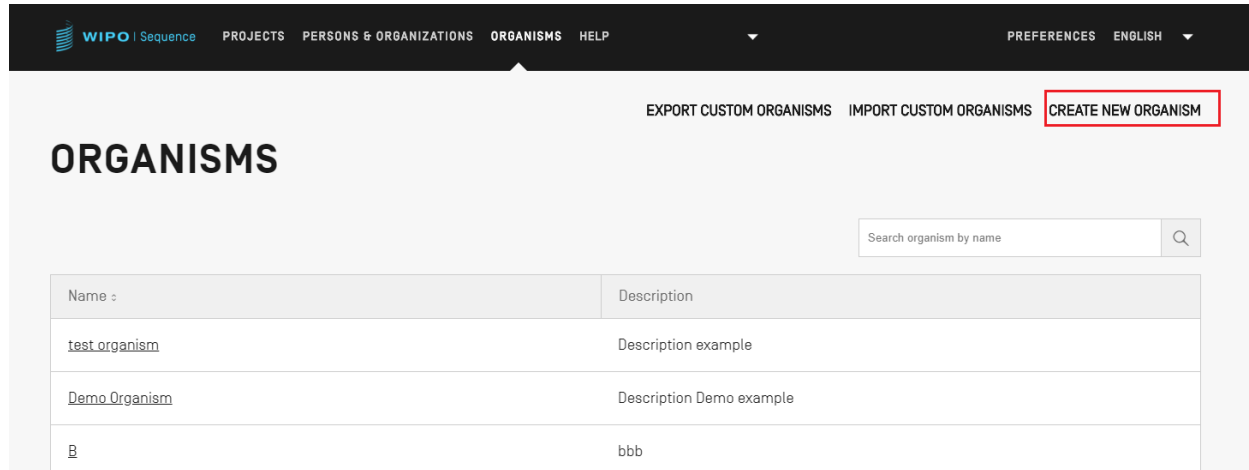 WIPO | Sequence PROJECTS PERSONS & ORGANIZATIONS ORGANISMS HELP PREFERENCES ENGLISH
EXPORT CUSTOM ORGANISMS IMPORT CUSTOM ORGANISMS CREATE NEW ORGANISM
ORGANISMS
Search organism by name
Name Description
test organism Description example
Demo Organism Description Demo example
B bbb